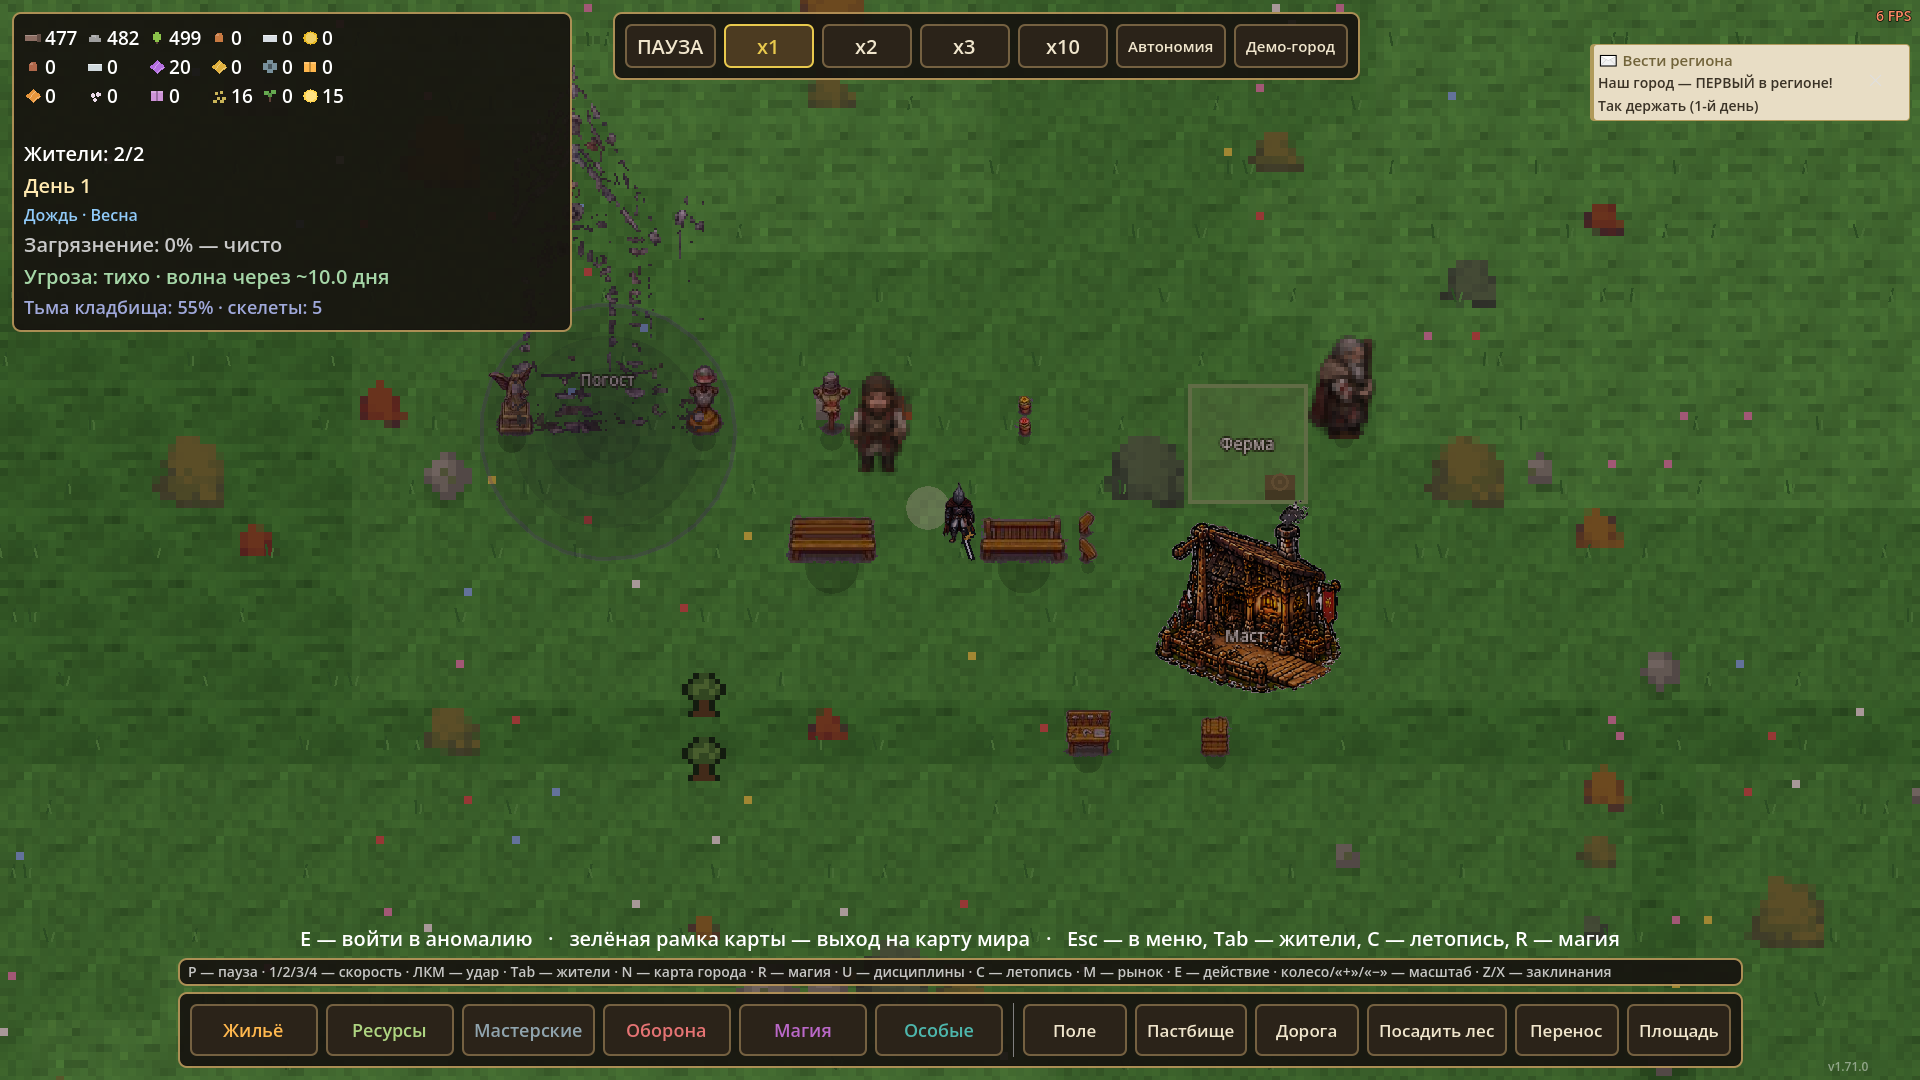 477 482 499 0 0 0
0 0 20 0 0 0
0 0 0 16 0 15
Жители: 2/2
День 1
Дождь · Весна
Загрязнение: 0% — чисто
Угроза: тихо · волна через ~10.0 дня
Тьма кладбища: 55% · скелеты: 5
ПАУЗА x1 x2 x3 x10 Автономия Демо-город
6 FPS
Вести региона
Наш город — ПЕРВЫЙ в регионе!
Так держать (1-й день)
Погост
Ферма
Маст.
E — войти в аномалию · зелёная рамка карты — выход на карту мира · Esc — в меню, Tab — жители, C — летопись, R — магия
P — пауза · 1/2/3/4 — скорость · ЛКМ — удар · Tab — жители · N — карта города · R — магия · U — дисциплины · C — летопись · M — рынок · E — действие · колесо/«+»/«−» — масштаб · Z/X — заклинания
Жильё Ресурсы Мастерские Оборона Магия Особые Поле Пастбище Дорога Посадить лес Перенос Площадь
v1.71.0